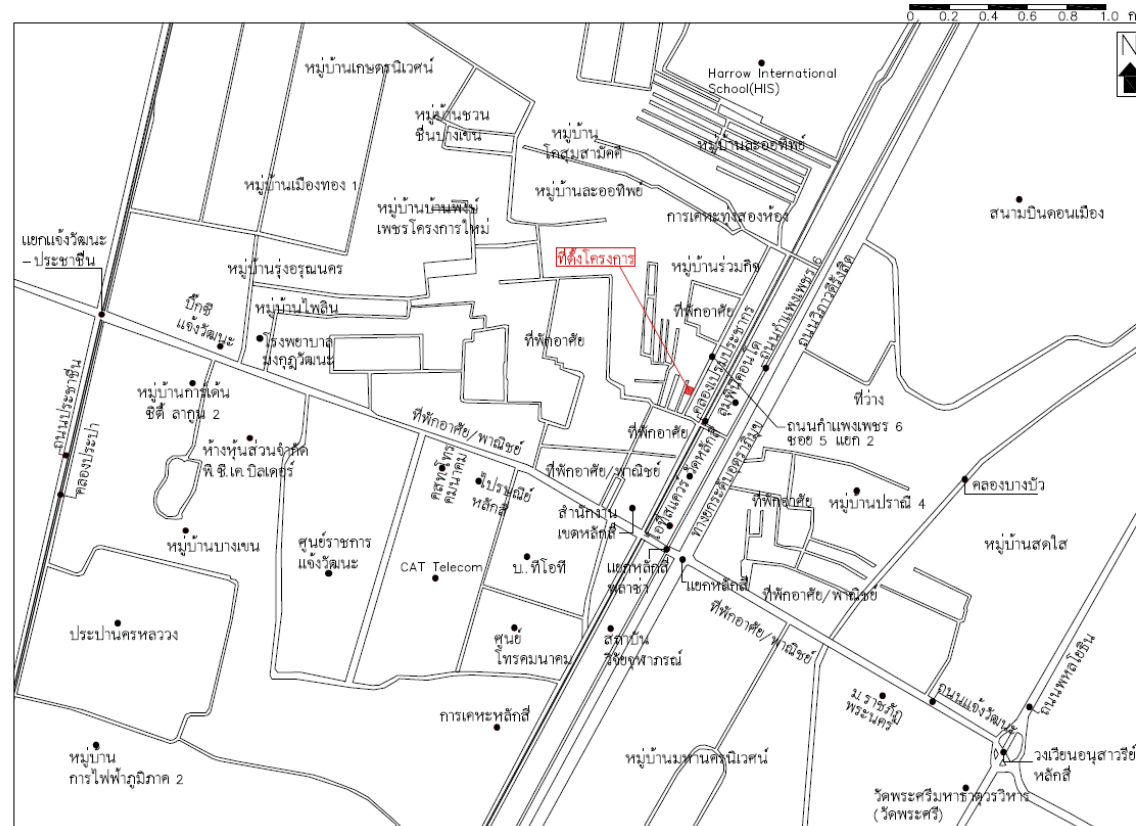 0 0.2 0.4 0.6 0.8 1.0 ก
N
หมู่บ้านเกษตรนิเวศน์
Harrow International
School(HIS)
หมู่บ้านชวน
ชื่นบางเขน
หมู่บ้าน
โกสุมสามัคคี
หมู่บ้านละออทิพย์
หมู่บ้านเมืองทอง 1
หมู่บ้านละออทิพย์
หมู่บ้านบ้านพงษ์
เพชรโครงการใหม่
การเคหะทุ่งสองห้อง
สนามบินดอนเมือง
แยกแจ้งวัฒนะ
-ประชาชื่น
ที่ตั้งโครงการ
หมู่บ้านรุ่งอรุณนคร
หมู่บ้านร่วมกิจ
ถนนกำแพงเพชร 6
ถนนวิภาวดีรังสิต
บิ๊กซี
แจ้งวัฒนะ
หมู่บ้านไพลิน
ที่พักอาศัย
โรงพยาบาล
มงกุฎวัฒนะ
ที่พักอาศัย
คลองเปรมประชากร
หมู่บ้านการ์เด้น
ซิตี้ ลากูน 2
ที่ว่าง
ถนนประชาชื่น
คลองประปา
ที่พักอาศัย/พาณิชย์
ที่พักอาศัย
ถนนกำแพงเพชร 6
ซอย 5 แยก 2
ห้างหุ้นส่วนจำกัด
พี.ซี.เค.บิลเดอร์
ที่พักอาศัย/พาณิชย์
คลองบางบัว
ไปรษณีย์
หลักสี่
สำนักงาน
เขตหลักสี่
ทางยกระดับอุตราภิมุข
ที่พักอาศัย
หมู่บ้านปราณี 4
หมู่บ้านบางเขน
ศูนย์ราชการ
แจ้งวัฒนะ
CAT Telecom
บ..ทีโอที
แยกหลักสี่
พลาซ่า
แยกหลักสี่
ที่พักอาศัย/พาณิชย์
หมู่บ้านสดใส
ที่พักอาศัย/พาณิชย์
ประปานครหลววง
ศูนย์
โทรคมนาคม
สถาบัน
วิจัยจุฬาภรณ์
ถนนพหลโยธิน
ม.ราชภัฏ
พระนคร
ถนนแจ้งวัฒนะ
การเคหะหลักสี่
หมู่บ้าน
การไฟฟ้าภูมิภาค 2
หมู่บ้านมหานครนิเวศน์
วงเวียนอนุสาวรีย์
หลักสี่
วัดพระศรีมหาธาตุวรวิหาร
(วัดพระศรี)